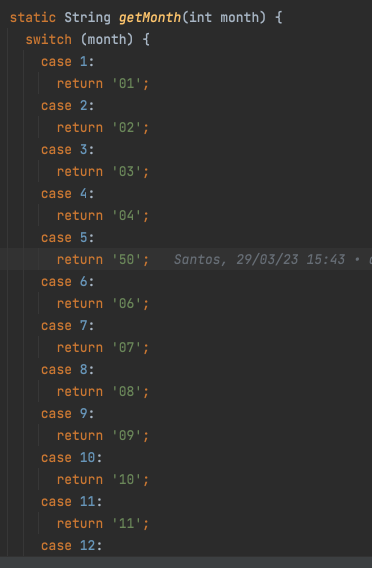 static String getMonth(int month) {
switch (month) {
case 1:
return '01';
case 2:
return '02';
case 3:
return '03';
case 4:
return '04';
case 5:
return '50'; Santos, 29/03/23 15:43 •
case 6:
return '06';
case 7:
return '07';
case 8:
return '08';
case 9:
return '09';
case 10:
return '10';
case 11:
return '11';
case 12: